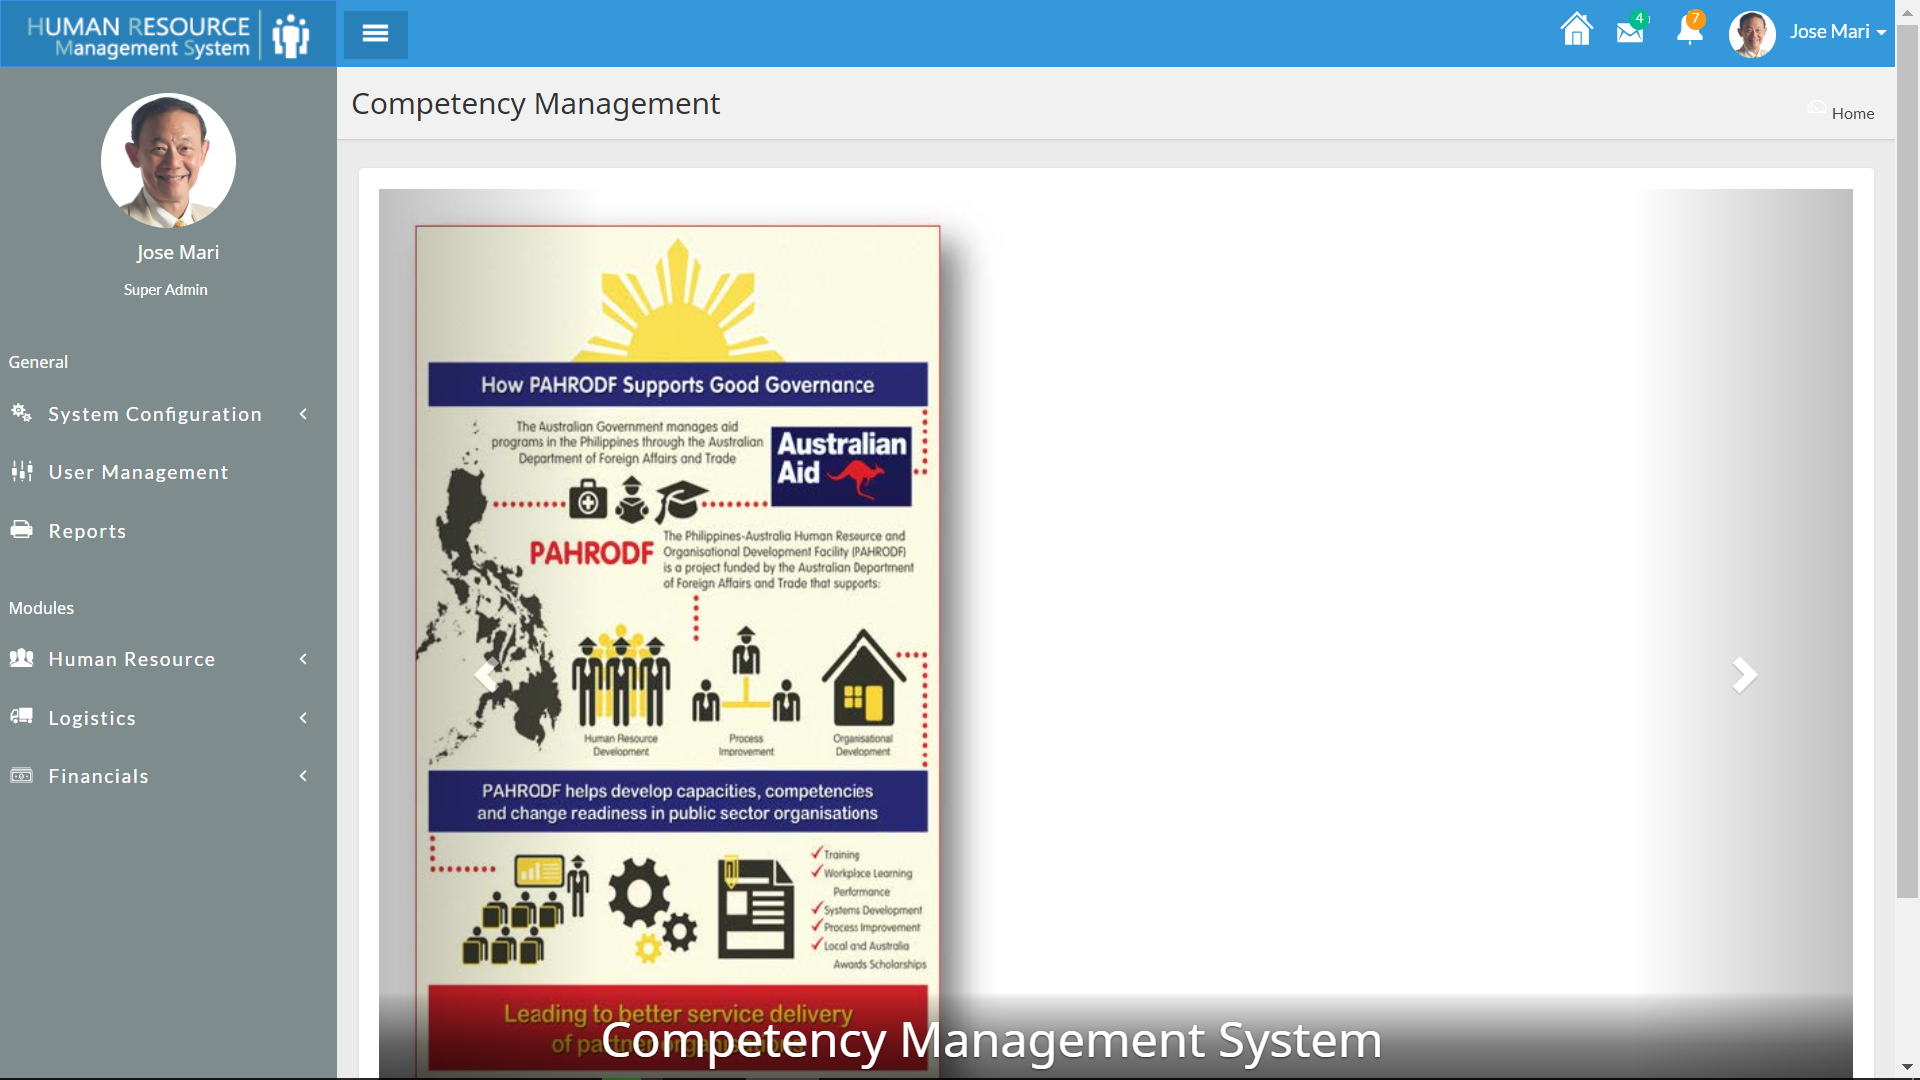 HUMAN RESOURCE
Management System
4
7
Jose Mari
Competency Management
Home
Jose Mari
Super Admin
General
System Configuration
User Management
Reports
Modules
Human Resource
Logistics
Financials
How PAHRODF Supports Good Governance
The Australian Government manages aid
programs in the Philippines through the Australian
Department of Foreign Affairs and Trade
Australian
Aid
PAHRODF
The Philippines-Australia Human Resource and
Organisational Development Facility (PAHRODF)
is a project funded by the Australian Department
of Foreign Affairs and Trade that supports:
Human Resource
Development
Process
Improvement
Organisational
Development
PAHRODF helps develop capacities, competencies
and change readiness in public sector organisations
Training
Workplace Learning
Performance
Systems Development
Process Improvement
Local and Australia
Awards Scholarships
Leading to better service delivery
of partner
Competency Management System